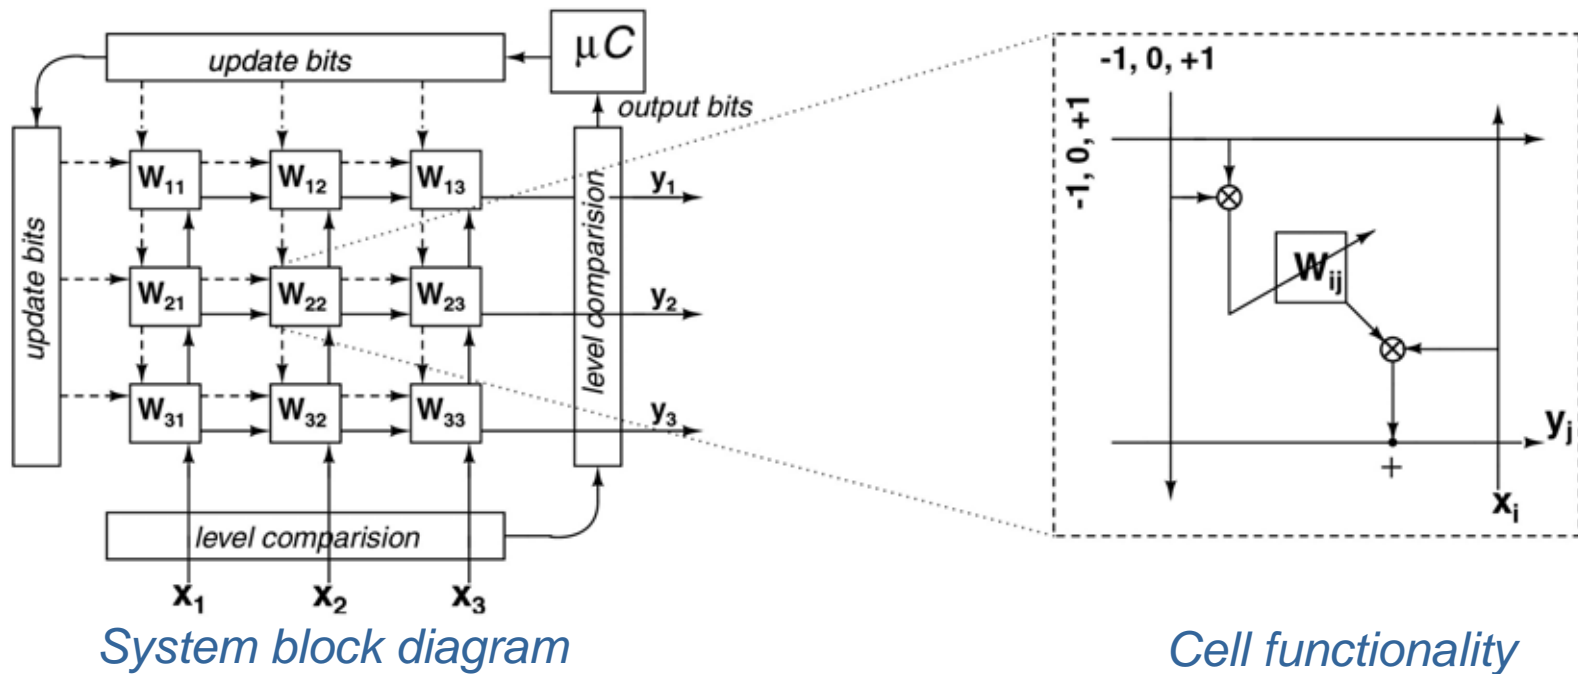 update bits
μC
output bits
update bits
W11
W12
W13
y1
W21
W22
W23
y2
W31
W32
W33
y3
level comparision
level comparision
x1
x2
x3
System block diagram
-1, 0, +1
-1, 0, +1
Wij
yj
+
xi
Cell functionality